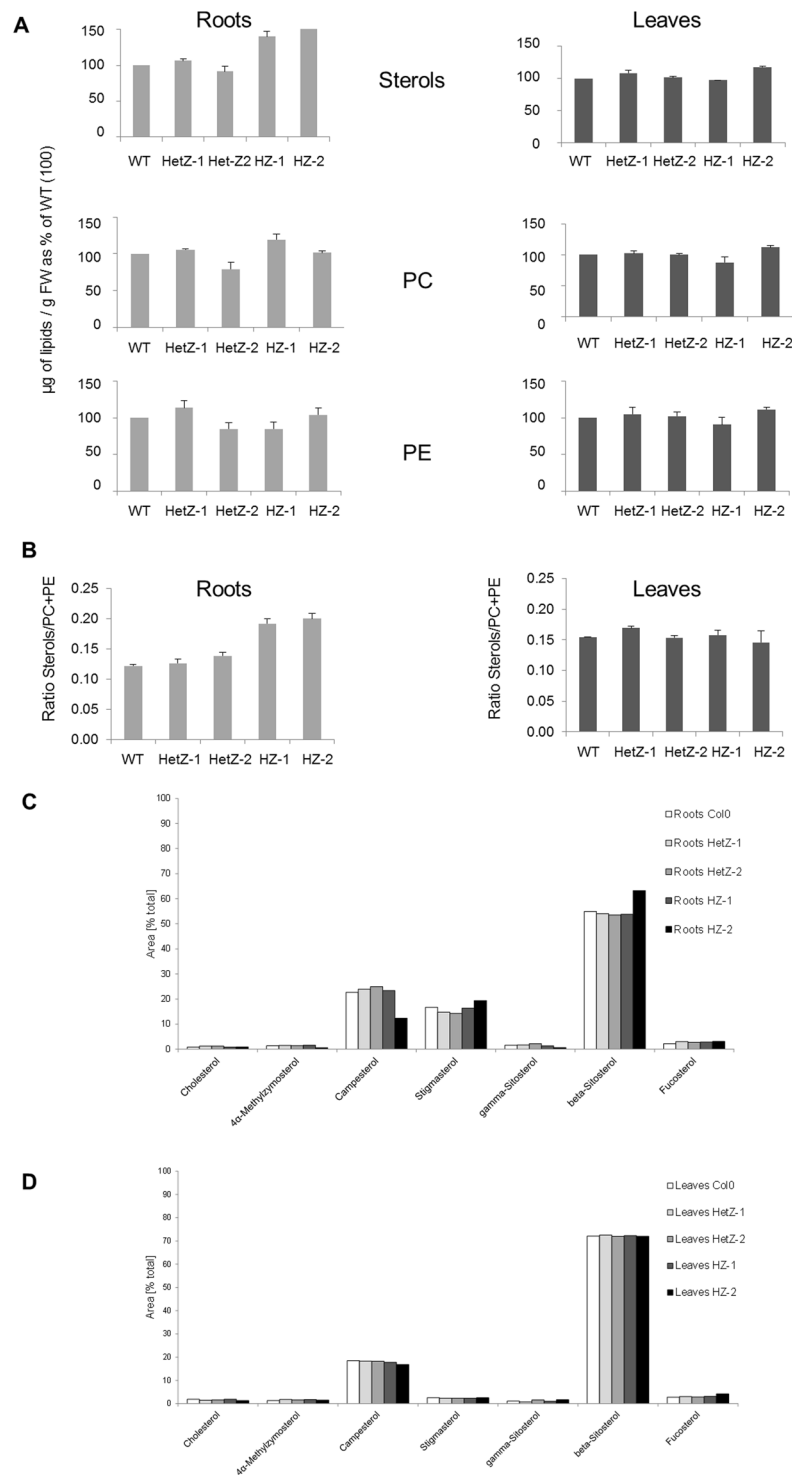 A
Roots
Leaves
Sterols
PC
PE
µg of lipids / g FW as % of WT (100)
150
100
50
0
WT HetZ-1 Het-Z2 HZ-1 HZ-2
150
100
50
0
WT HetZ-1 HetZ-2 HZ-1 HZ-2
150
100
50
0
WT HetZ-1 HetZ-2 HZ-1 HZ-2
150
100
50
0
WT HetZ-1 HetZ-2 HZ-1 HZ-2
150
100
50
0
WT HetZ-1 HetZ-2 HZ-1 HZ-2
150
100
50
0
WT HetZ-1 HetZ-2 HZ-1 HZ-2
B
Roots
Ratio Sterols/PC+PE
0.25
0.20
0.15
0.10
0.05
0.00
WT HetZ-1 HetZ-2 HZ-1 HZ-2
Leaves
Ratio Sterols/PC+PE
0.25
0.20
0.15
0.10
0.05
0.00
WT HetZ-1 HetZ-2 HZ-1 HZ-2
C
Area [% total]
100
90
80
70
60
50
40
30
20
10
0
Roots Col0
Roots HetZ-1
Roots HetZ-2
Roots HZ-1
Roots HZ-2
Cholesterol
4α-Methylzymosterol
Campesterol
Stigmasterol
gamma-Sitosterol
beta-Sitosterol
Fucosterol
D
Area [% total]
100
90
80
70
60
50
40
30
20
10
0
Leaves Col0
Leaves HetZ-1
Leaves HetZ-2
Leaves HZ-1
Leaves HZ-2
Cholesterol
4α-Methylzymosterol
Campesterol
Stigmasterol
gamma-Sitosterol
beta-Sitosterol
Fucosterol